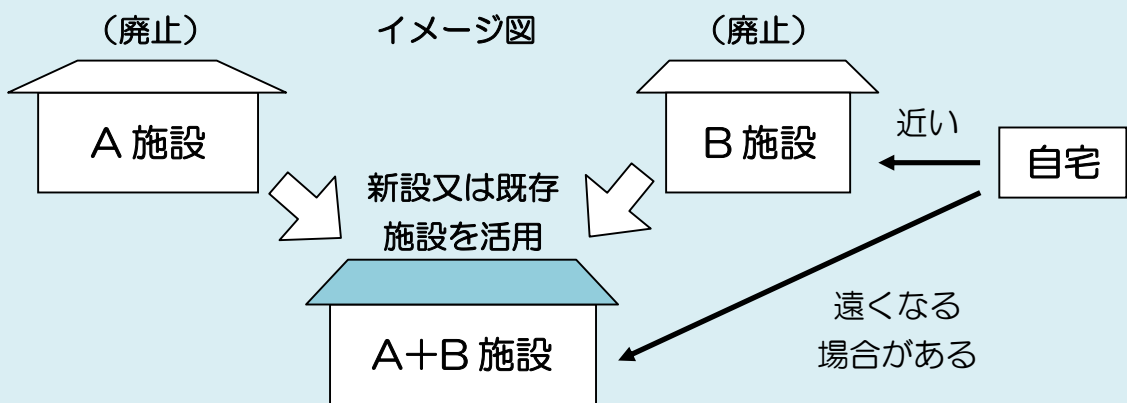 （廃止）
イメージ図
（廃止）
A 施設
B 施設
近い
自宅
新設又は既存
施設を活用
遠くなる
場合がある
A＋B 施設